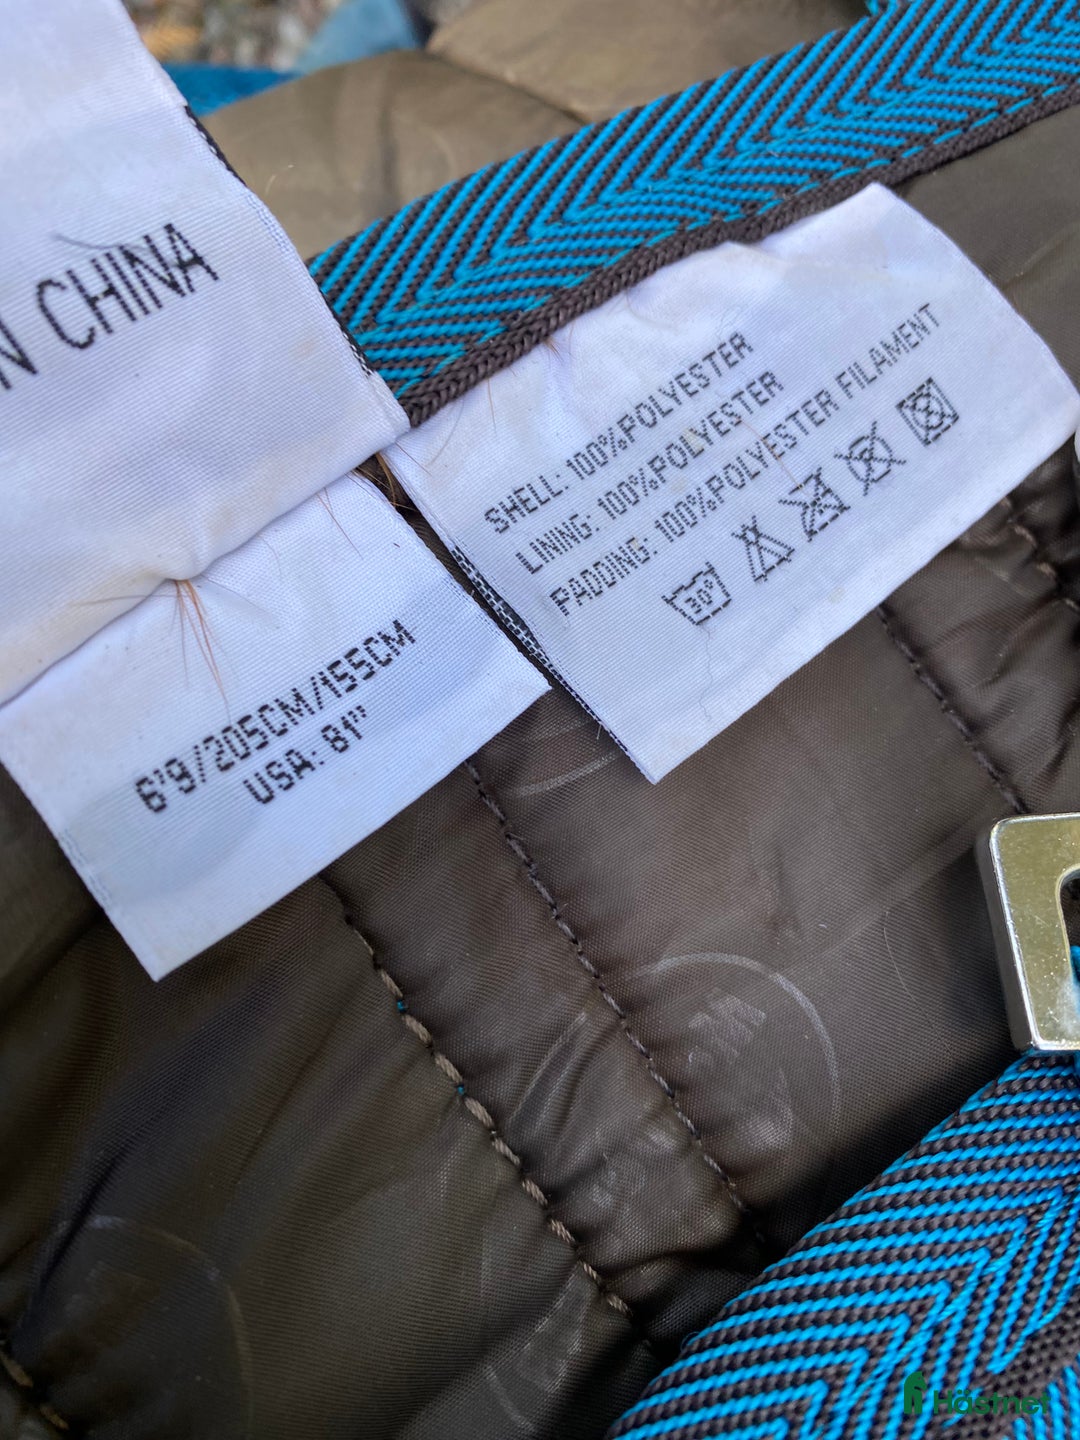 N CHINA
SHELL: 100%POLYESTER
LINING: 100%POLYESTER
PADDING: 100%POLYESTER FILAMENT
30°
6'9/205CM/155CM
USA: 81"
Hästnet